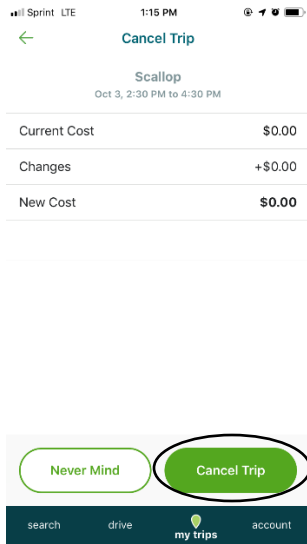 Sprint LTE 1:15 PM
Cancel Trip
Scallop
Oct 3, 2:30 PM to 4:30 PM
Current Cost $0.00
Changes +$0.00
New Cost $0.00
Never Mind Cancel Trip
search drive my trips account